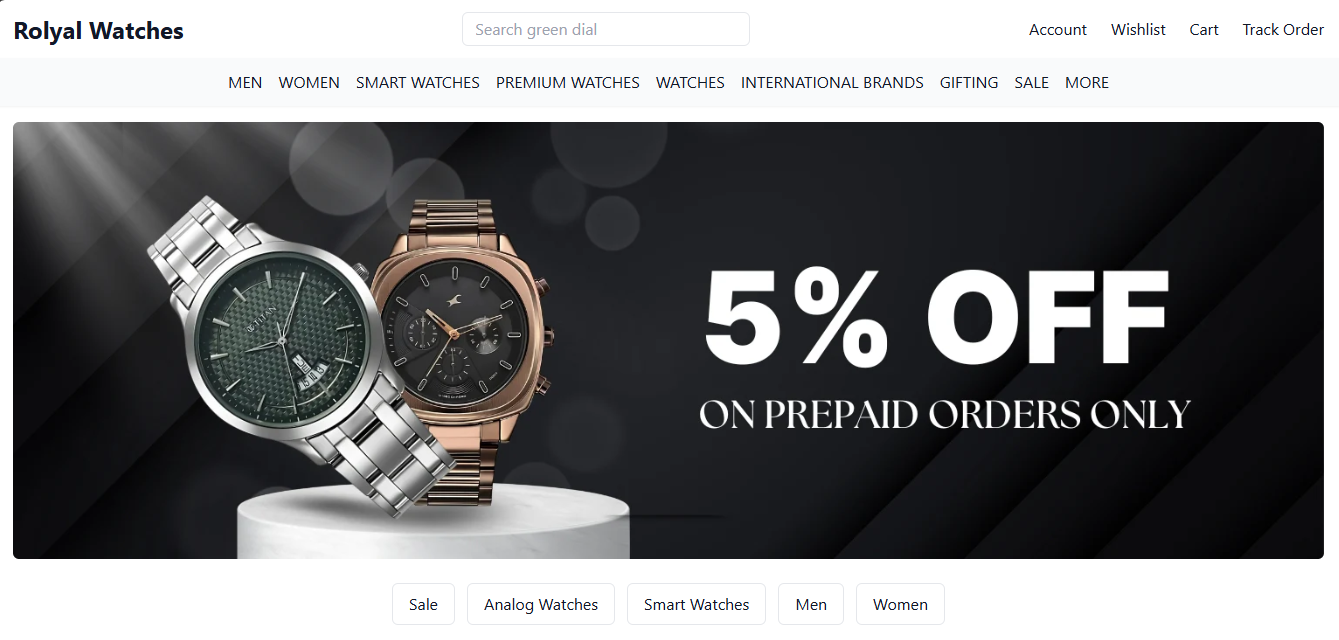 Rolyal Watches
Search green dial
Account Wishlist Cart Track Order
MEN WOMEN SMART WATCHES PREMIUM WATCHES WATCHES INTERNATIONAL BRANDS GIFTING SALE MORE
TITAN
5% OFF
ON PREPAID ORDERS ONLY
Sale Analog Watches Smart Watches Men Women